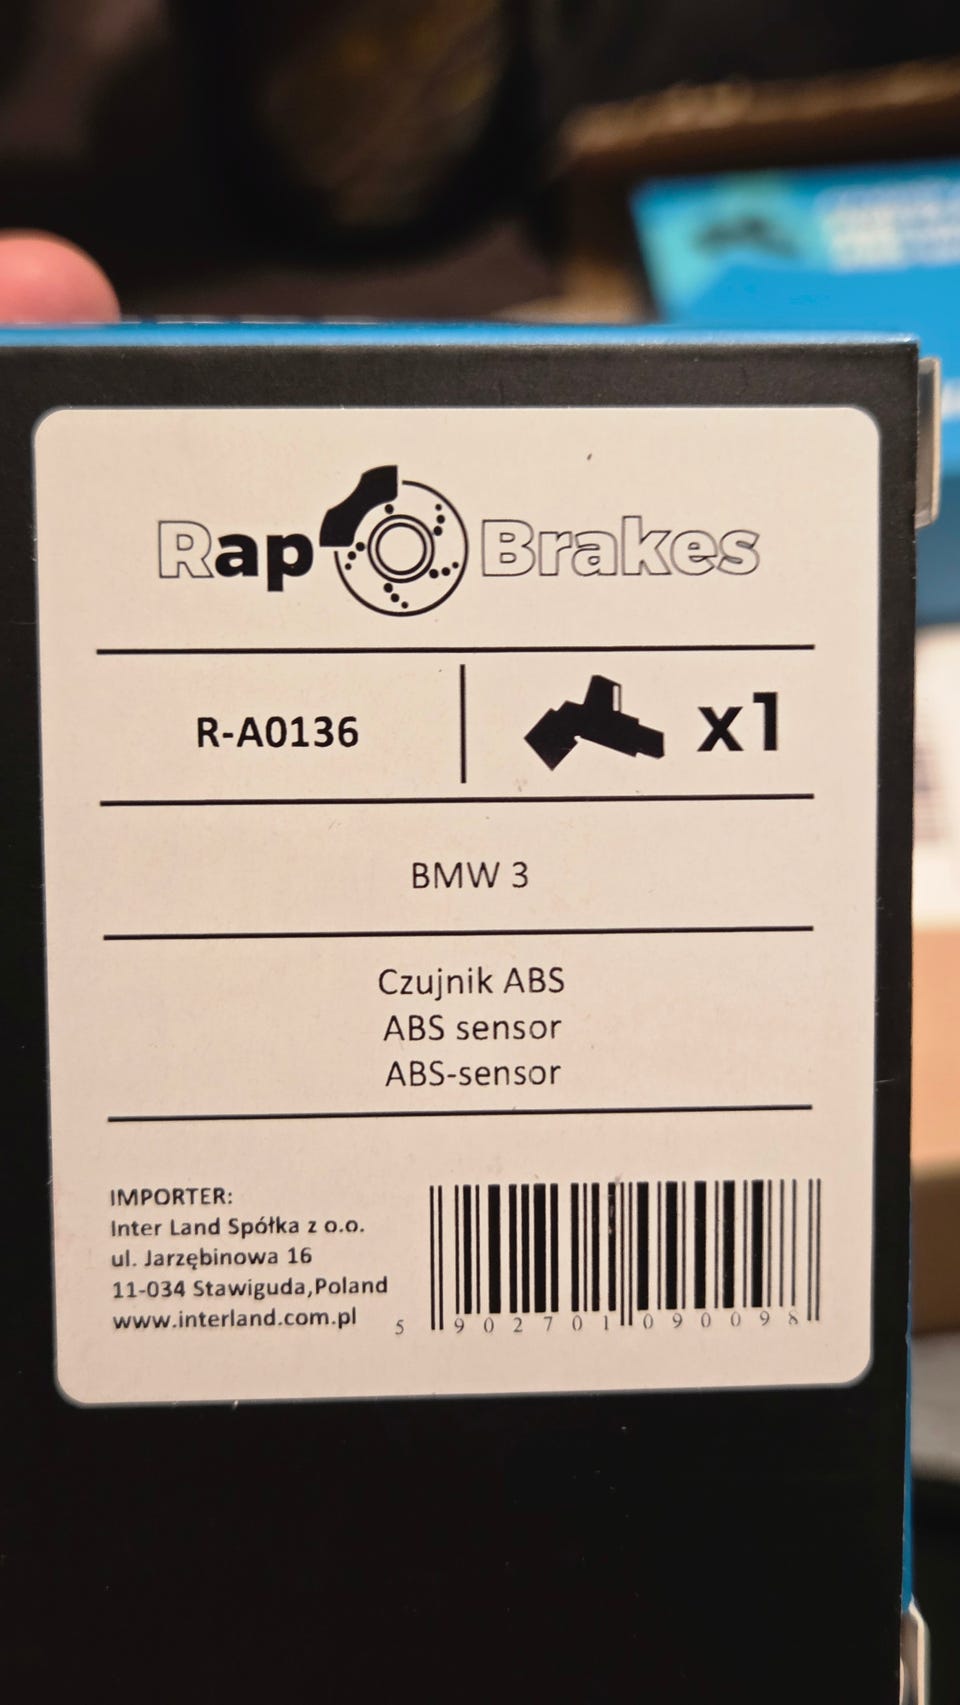 Rap Brakes
R-A0136
x1
BMW 3
Czujnik ABS
ABS sensor
ABS-sensor
IMPORTER:
Inter Land Spółka z o.o.
ul. Jarzębinowa 16
11-034 Stawiguda,Poland
www.interland.com.pl
5 902701 090098